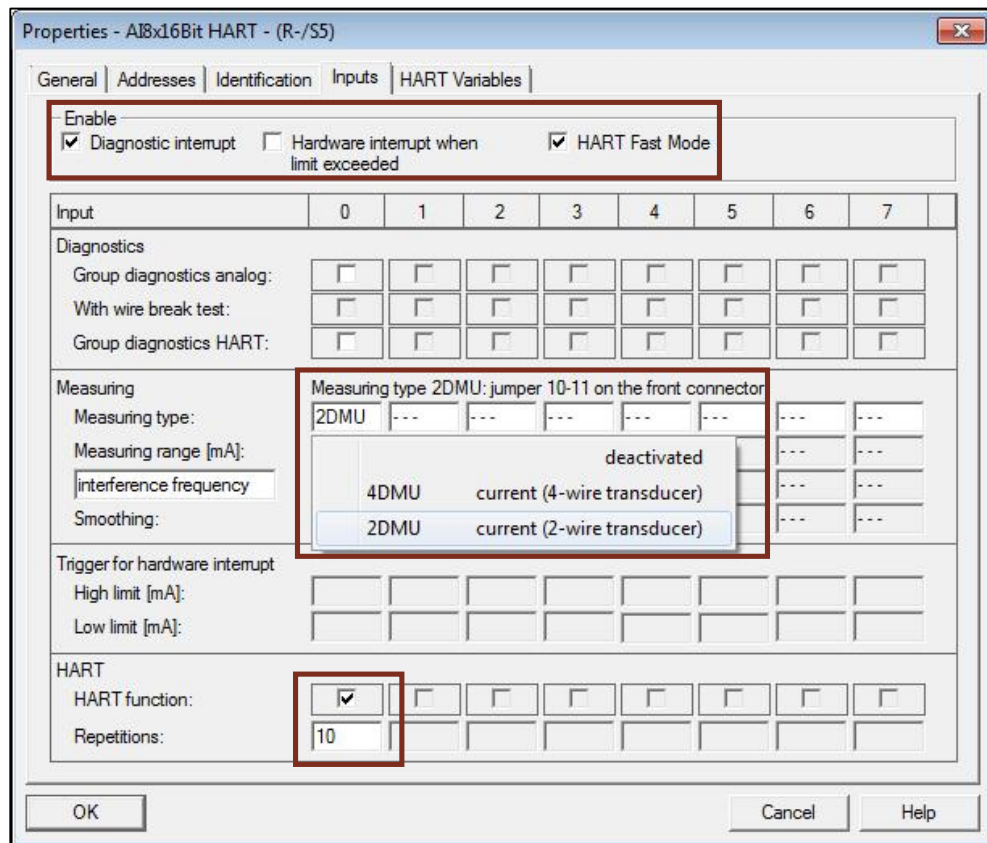 Properties - AI8x16Bit HART - (R-/S5)
General Addresses Identification Inputs HART Variables
Enable
Diagnostic interrupt Hardware interrupt when limit exceeded HART Fast Mode
Input 0 1 2 3 4 5 6 7
Diagnostics
Group diagnostics analog:
With wire break test:
Group diagnostics HART:
Measuring Measuring type 2DMU: jumper 10-11 on the front connector
Measuring type: 2DMU --- --- --- --- --- --- ---
Measuring range [mA]: --- ---
deactivated
interference frequency --- ---
4DMU current (4-wire transducer)
Smoothing: --- ---
2DMU current (2-wire transducer)
Trigger for hardware interrupt
High limit [mA]:
Low limit [mA]:
HART
HART function:
Repetitions: 10
OK Cancel Help